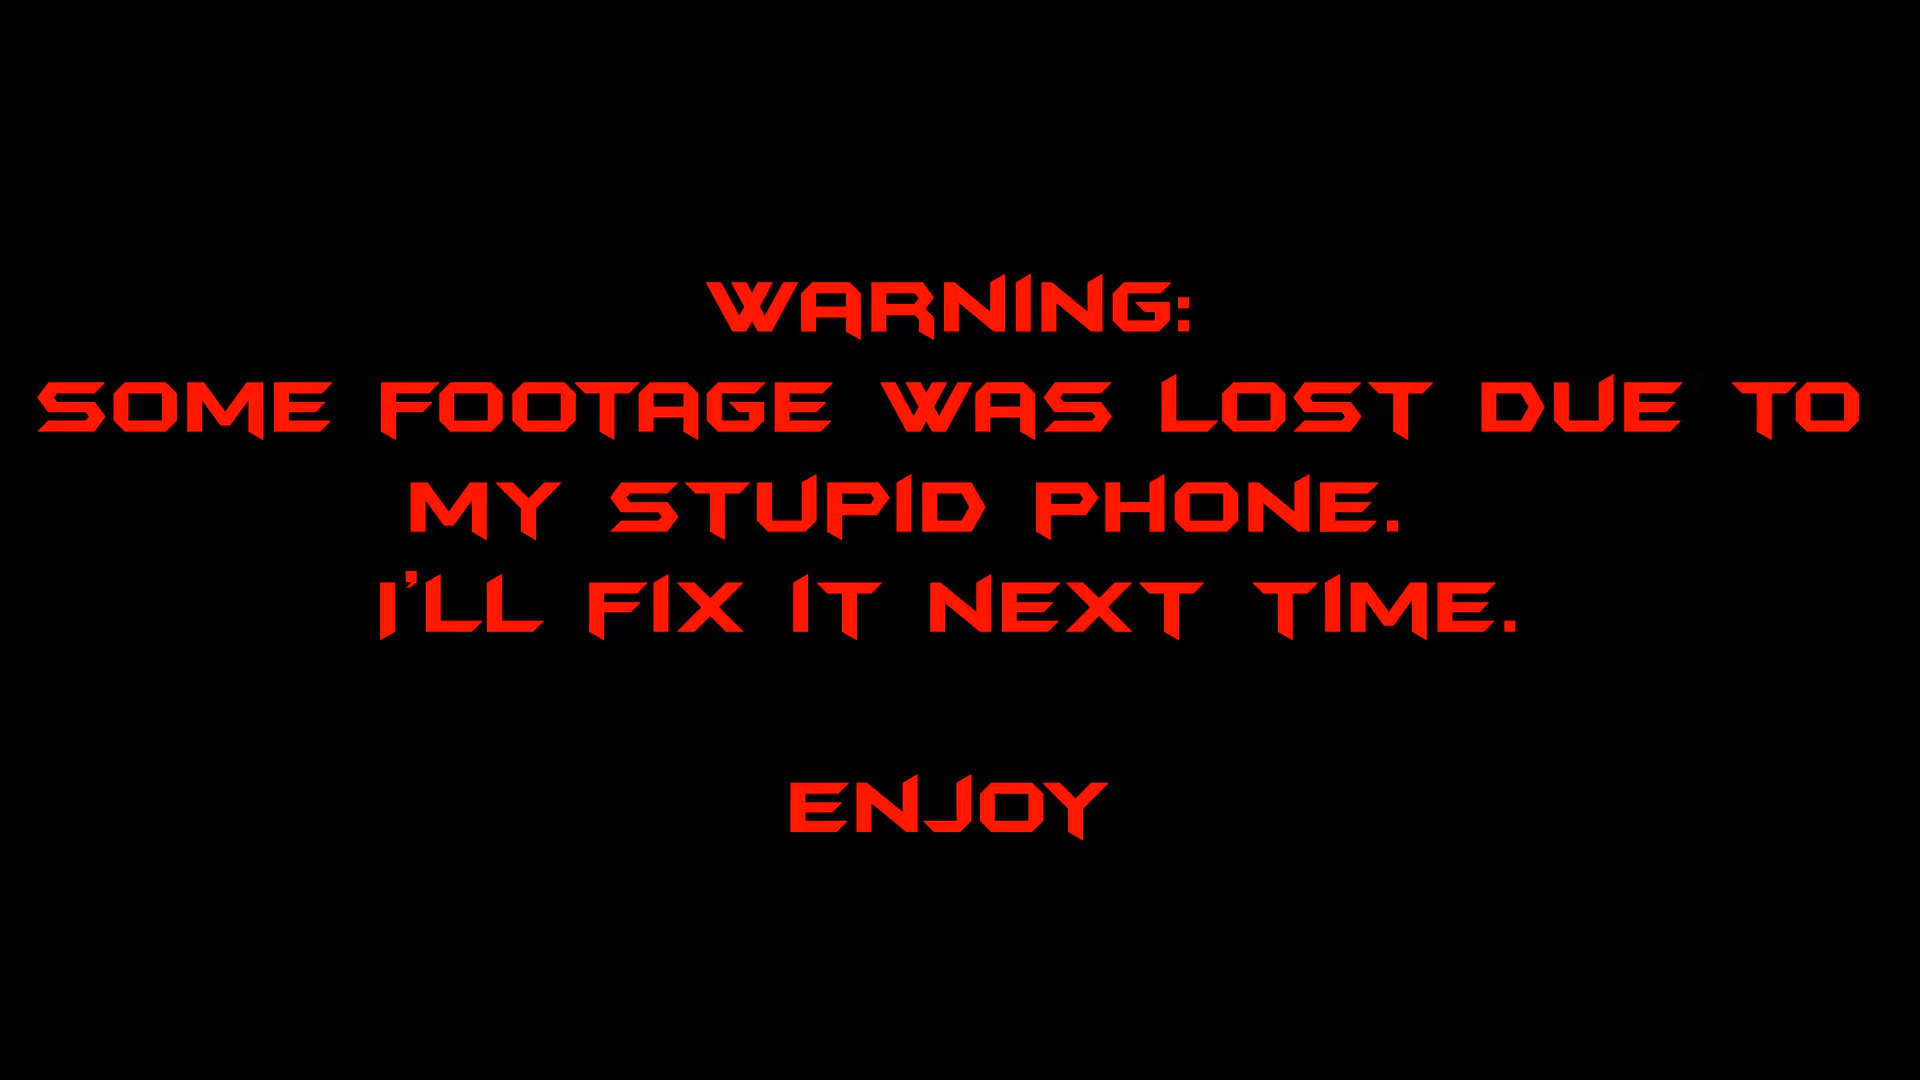 WARNING:
SOME FOOTAGE WAS LOST DUE TO
MY STUPID PHONE.
I'LL FIX IT NEXT TIME.
ENJOY